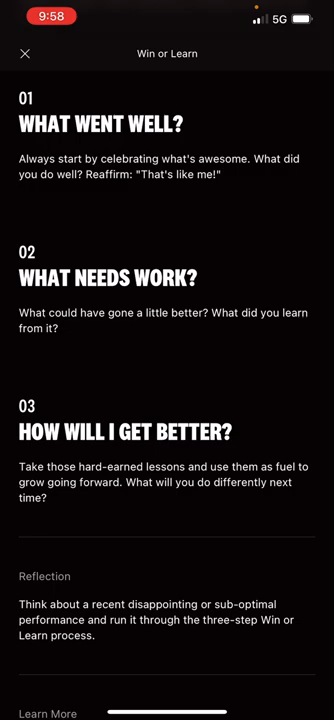 9:58
5G
Win or Learn
01
WHAT WENT WELL?
Always start by celebrating what's awesome. What did
you do well? Reaffirm: "That's like me!"
02
WHAT NEEDS WORK?
What could have gone a little better? What did you learn
from it?
03
HOW WILL I GET BETTER?
Take those hard-earned lessons and use them as fuel to
grow going forward. What will you do differently next
time?
Reflection
Think about a recent disappointing or sub-optimal
performance and run it through the three-step Win or
Learn process.
Learn More